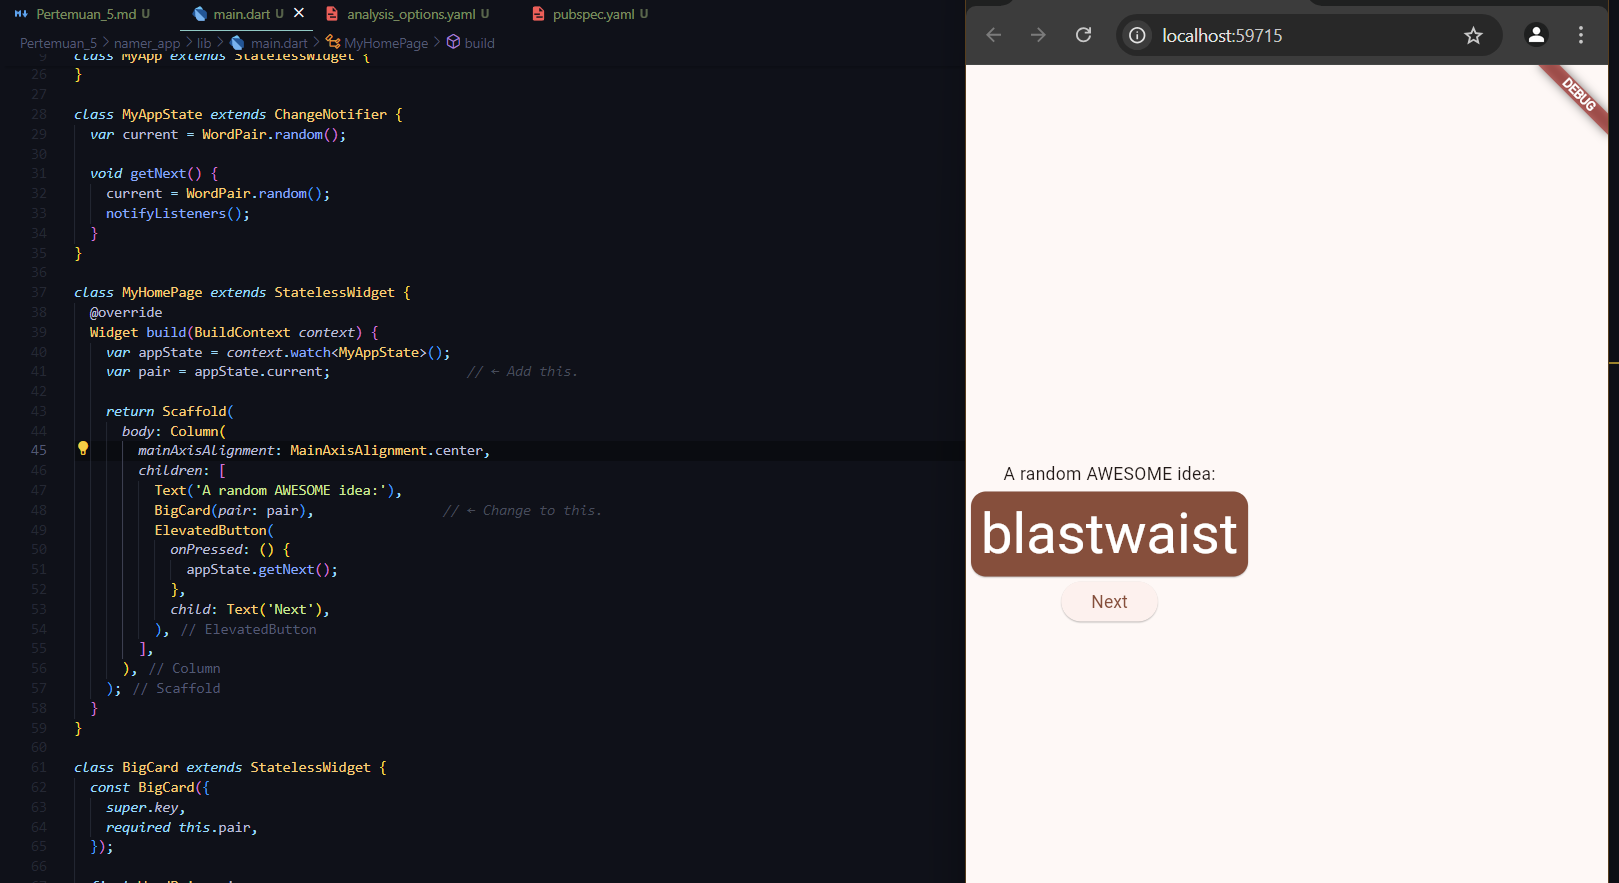 Pertemuan_5.md U main.dart U analysis_options.yaml U pubspec.yaml U
Pertemuan_5 > namer_app > lib > main.dart > MyHomePage > build
9 class MyApp extends StatelessWidget {
26 }
27
28 class MyAppState extends ChangeNotifier {
29 var current = WordPair.random();
30
31 void getNext() {
32 current = WordPair.random();
33 notifyListeners();
34 }
35 }
36
37 class MyHomePage extends StatelessWidget {
38 @override
39 Widget build(BuildContext context) {
40 var appState = context.watch<MyAppState>();
41 var pair = appState.current; // ← Add this.
42
43 return Scaffold(
44 body: Column(
45 mainAxisAlignment: MainAxisAlignment.center,
46 children: [
47 Text('A random AWESOME idea:'),
48 BigCard(pair: pair), // ← Change to this.
49 ElevatedButton(
50 onPressed: () {
51 appState.getNext();
52 },
53 child: Text('Next'),
54 ), // ElevatedButton
55 ],
56 ), // Column
57 ); // Scaffold
58 }
59 }
60
61 class BigCard extends StatelessWidget {
62 const BigCard({
63 super.key,
64 required this.pair,
65 });
66
localhost:59715
DEBUG
A random AWESOME idea:
blastwaist
Next